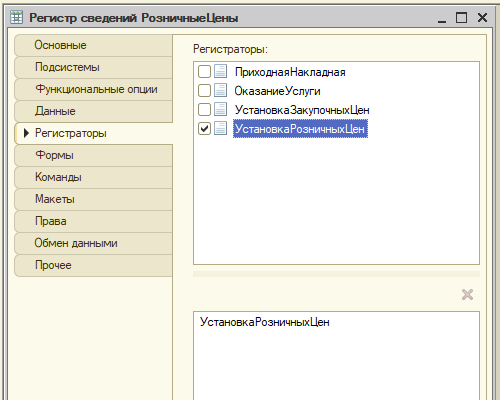 Регистр сведений РозничныеЦены
Основные
Подсистемы
Функциональные опции
Данные
Регистраторы
Формы
Команды
Макеты
Права
Обмен данными
Прочее
Регистраторы:
ПриходнаяНакладная
ОказаниеУслуги
УстановкаЗакупочныхЦен
УстановкаРозничныхЦен
УстановкаРозничныхЦен